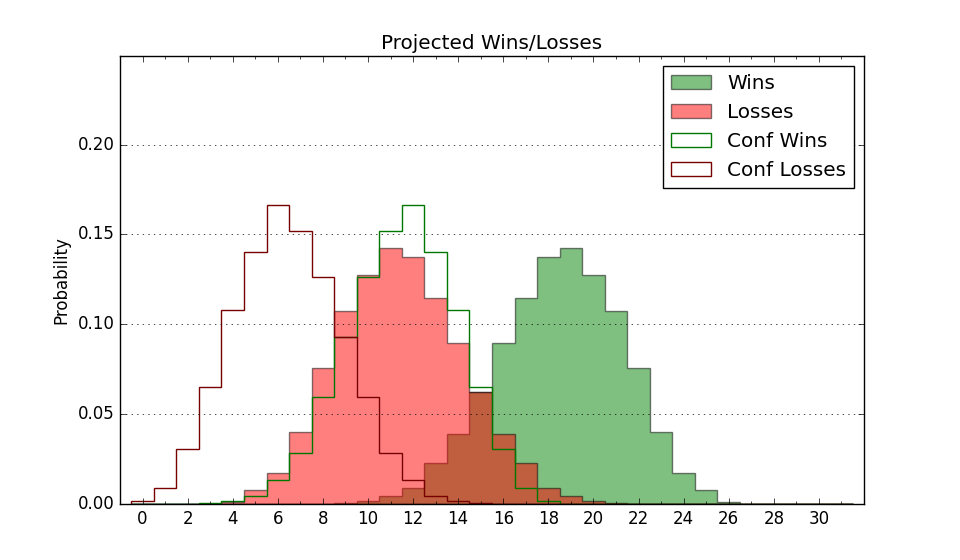 Projected Wins/Losses
Wins
Losses
Conf Wins
Conf Losses
Probability
0.20
0.15
0.10
0.05
0.00
0 2 4 6 8 10 12 14 16 18 20 22 24 26 28 30